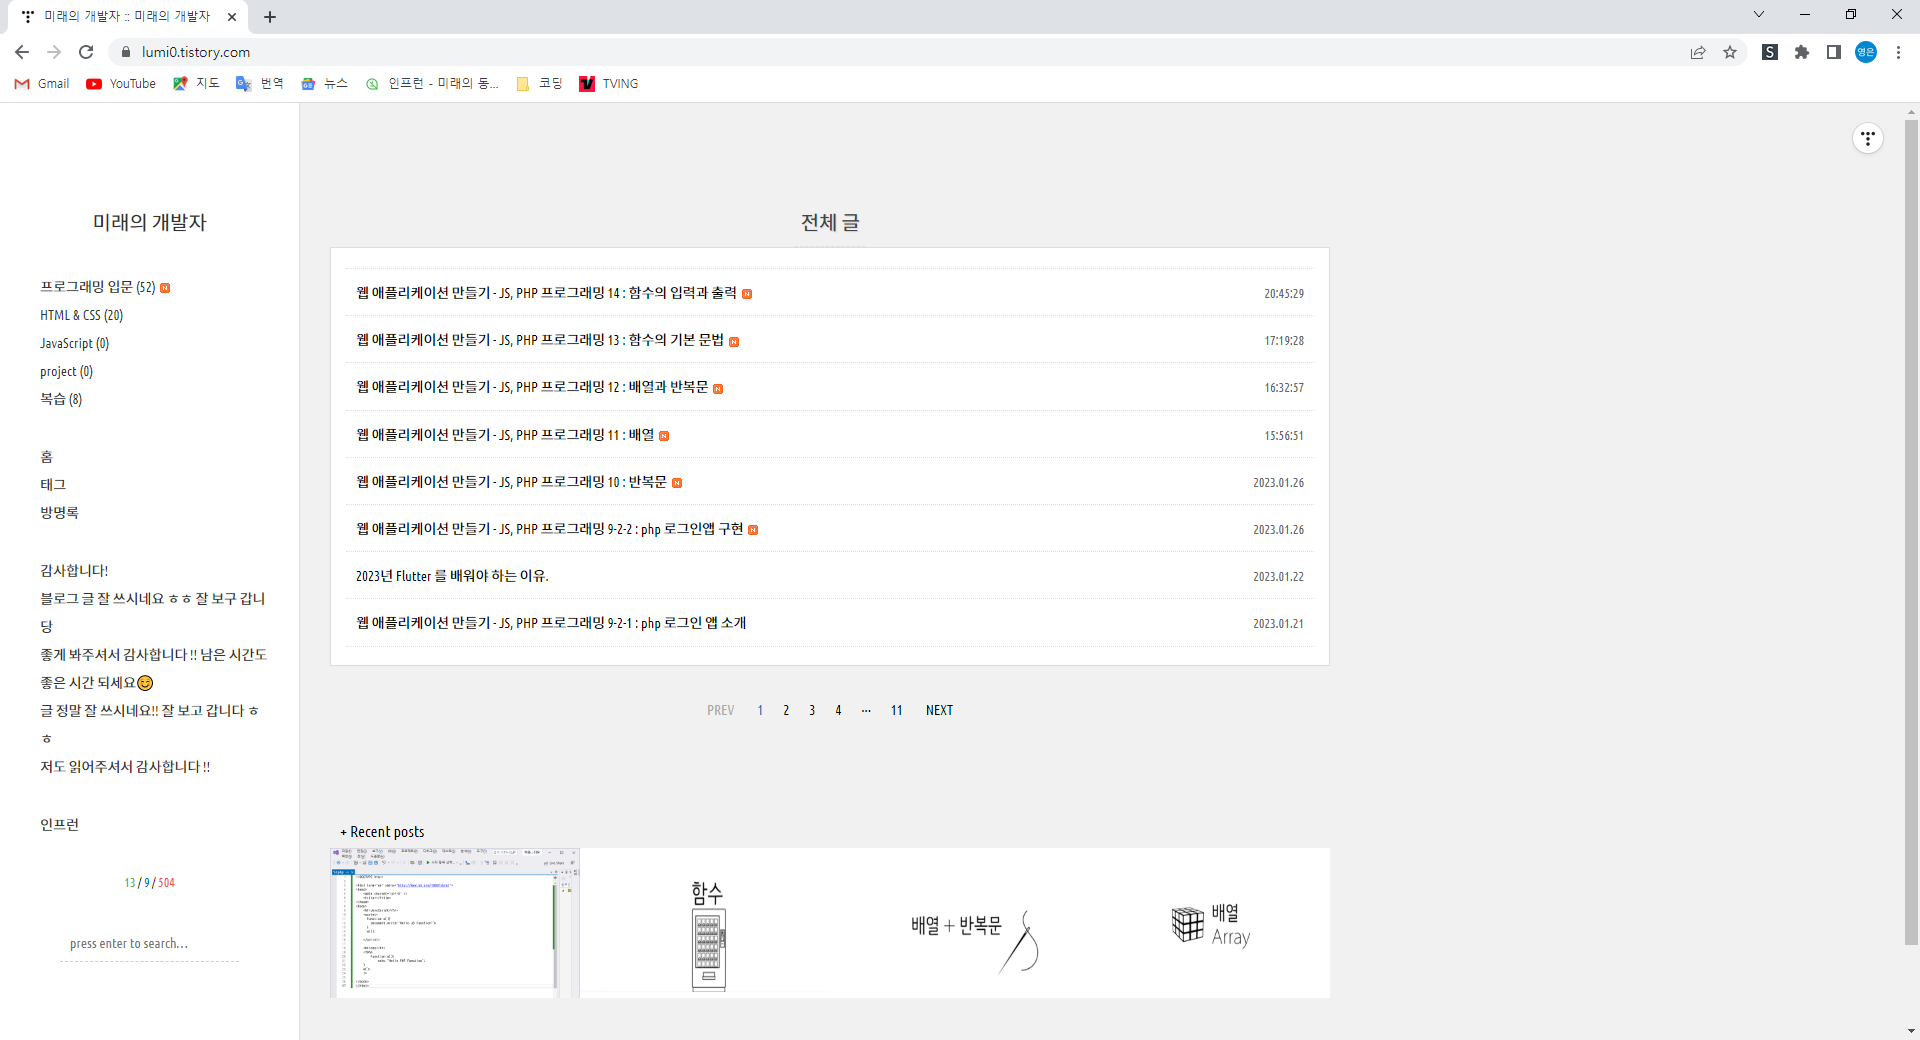 미래의 개발자 :: 미래의 개발자
lumi0.tistory.com
S
영은
Gmail YouTube 지도 번역 뉴스 인프런 - 미래의 동... 코딩 TVING
미래의 개발자
프로그래밍 입문 (52) N
HTML & CSS (20)
JavaScript (0)
project (0)
복습 (8)
홈
태그
방명록
감사합니다!
블로그 글 잘 쓰시네요 ㅎㅎ 잘 보구 갑니
당
좋게 봐주셔서 감사합니다 !! 남은 시간도
좋은 시간 되세요😊
글 정말 잘 쓰시네요!! 잘 보고 갑니다 ㅎ
ㅎ
저도 읽어주셔서 감사합니다 !!
인프런
13 / 9 / 504
press enter to search...
전체 글
웹 애플리케이션 만들기 - JS, PHP 프로그래밍 14 : 함수의 입력과 출력 N 20:45:29
웹 애플리케이션 만들기 - JS, PHP 프로그래밍 13 : 함수의 기본 문법 N 17:19:28
웹 애플리케이션 만들기 - JS, PHP 프로그래밍 12 : 배열과 반복문 N 16:32:57
웹 애플리케이션 만들기 - JS, PHP 프로그래밍 11 : 배열 N 15:56:51
웹 애플리케이션 만들기 - JS, PHP 프로그래밍 10 : 반복문 N 2023.01.26
웹 애플리케이션 만들기 - JS, PHP 프로그래밍 9-2-2 : php 로그인앱 구현 N 2023.01.26
2023년 Flutter 를 배워야 하는 이유. 2023.01.22
웹 애플리케이션 만들기 - JS, PHP 프로그래밍 9-2-1 : php 로그인 앱 소개 2023.01.21
PREV 1 2 3 4 ··· 11 NEXT
+ Recent posts
함수
배열 + 반복문
배열
Array